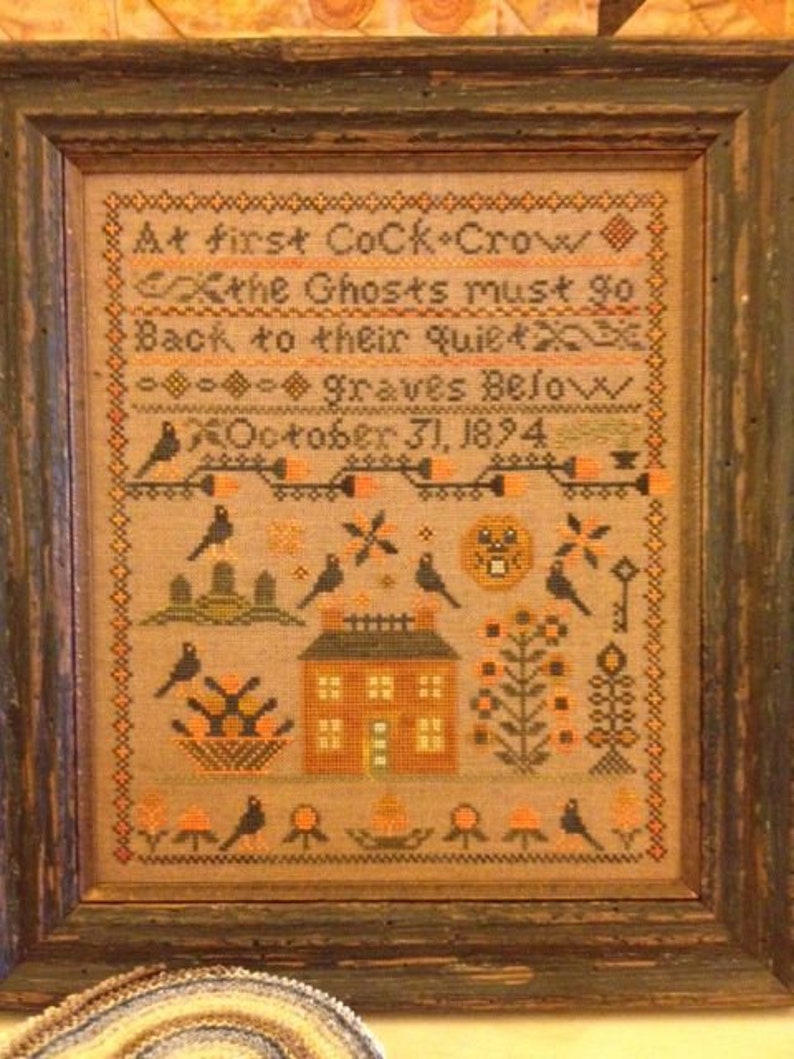 At first CoCk+Crow
the Ghosts must go
Back to their quiet
graves Below
October 31, 1894